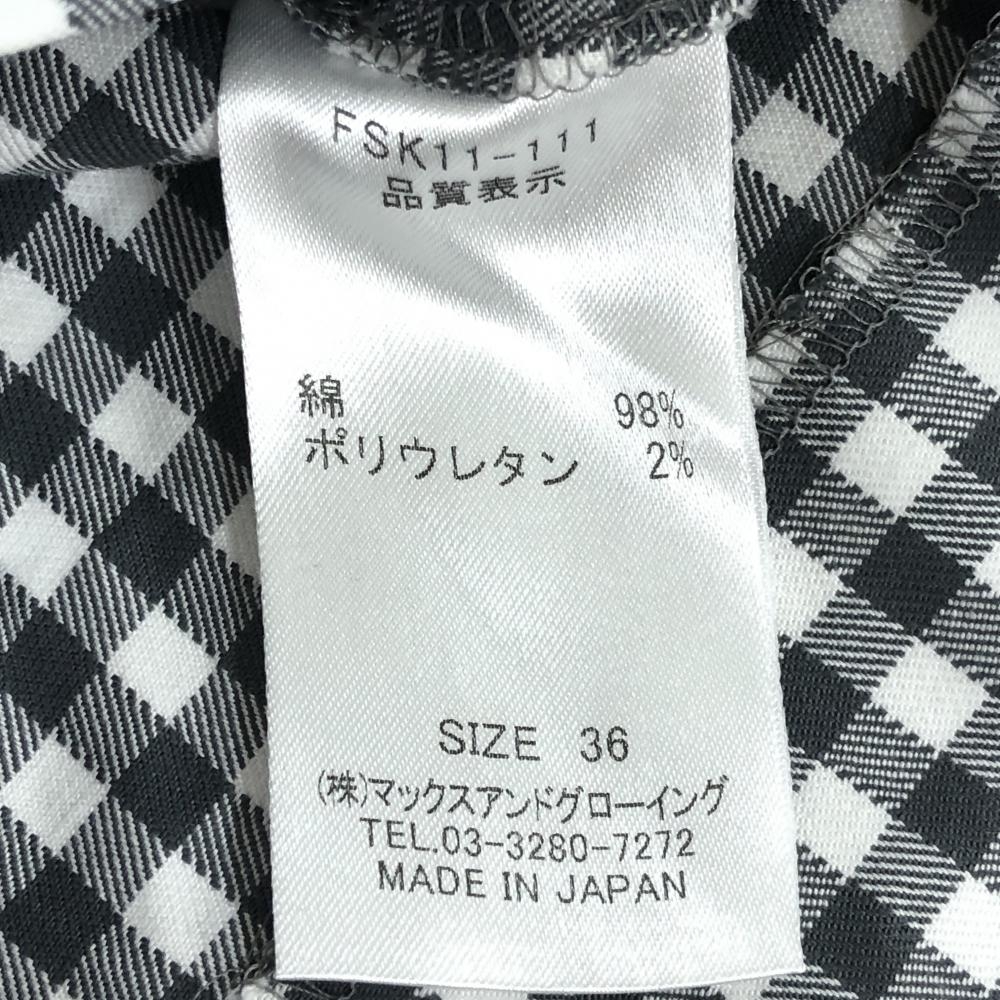 FSK11-111
品質表示
綿 98%
ポリウレタン 2%
SIZE 36
(株)マックスアンドグローイング
TEL.03-3280-7272
MADE IN JAPAN